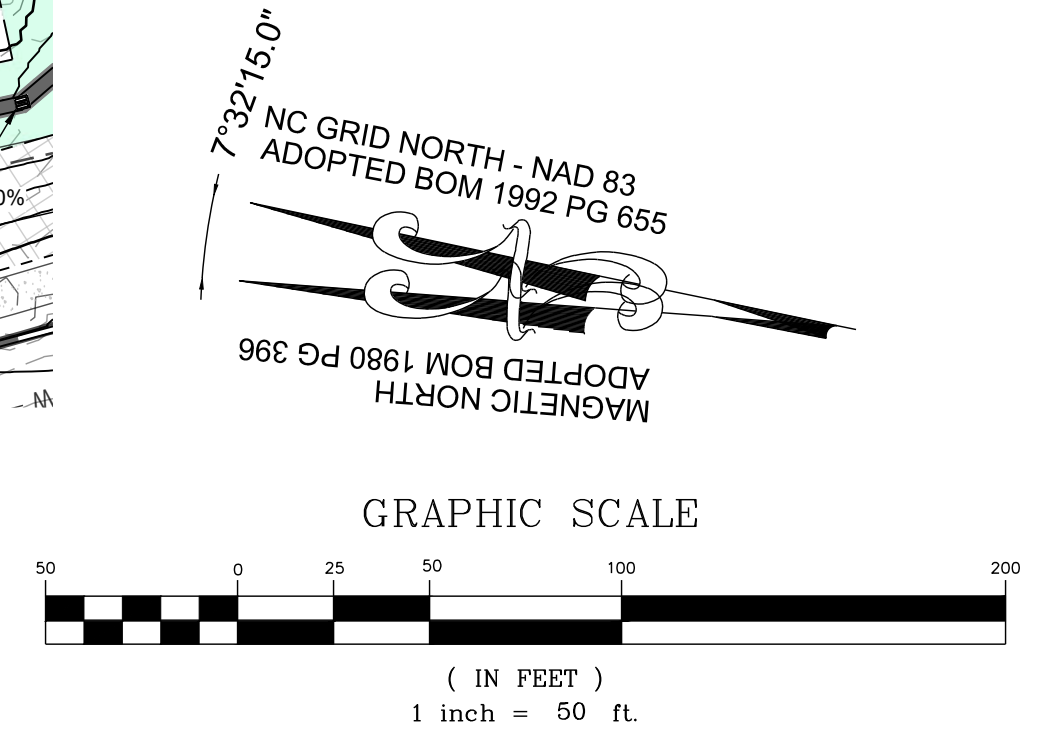 7°32'15.0"
NC GRID NORTH - NAD 83
ADOPTED BOM 1992 PG 655
0%
MAGNETIC NORTH
ADOPTED BOM 1980 PG 396
GRAPHIC SCALE
50 0 25 50 100 200
( IN FEET )
1 inch = 50 ft.